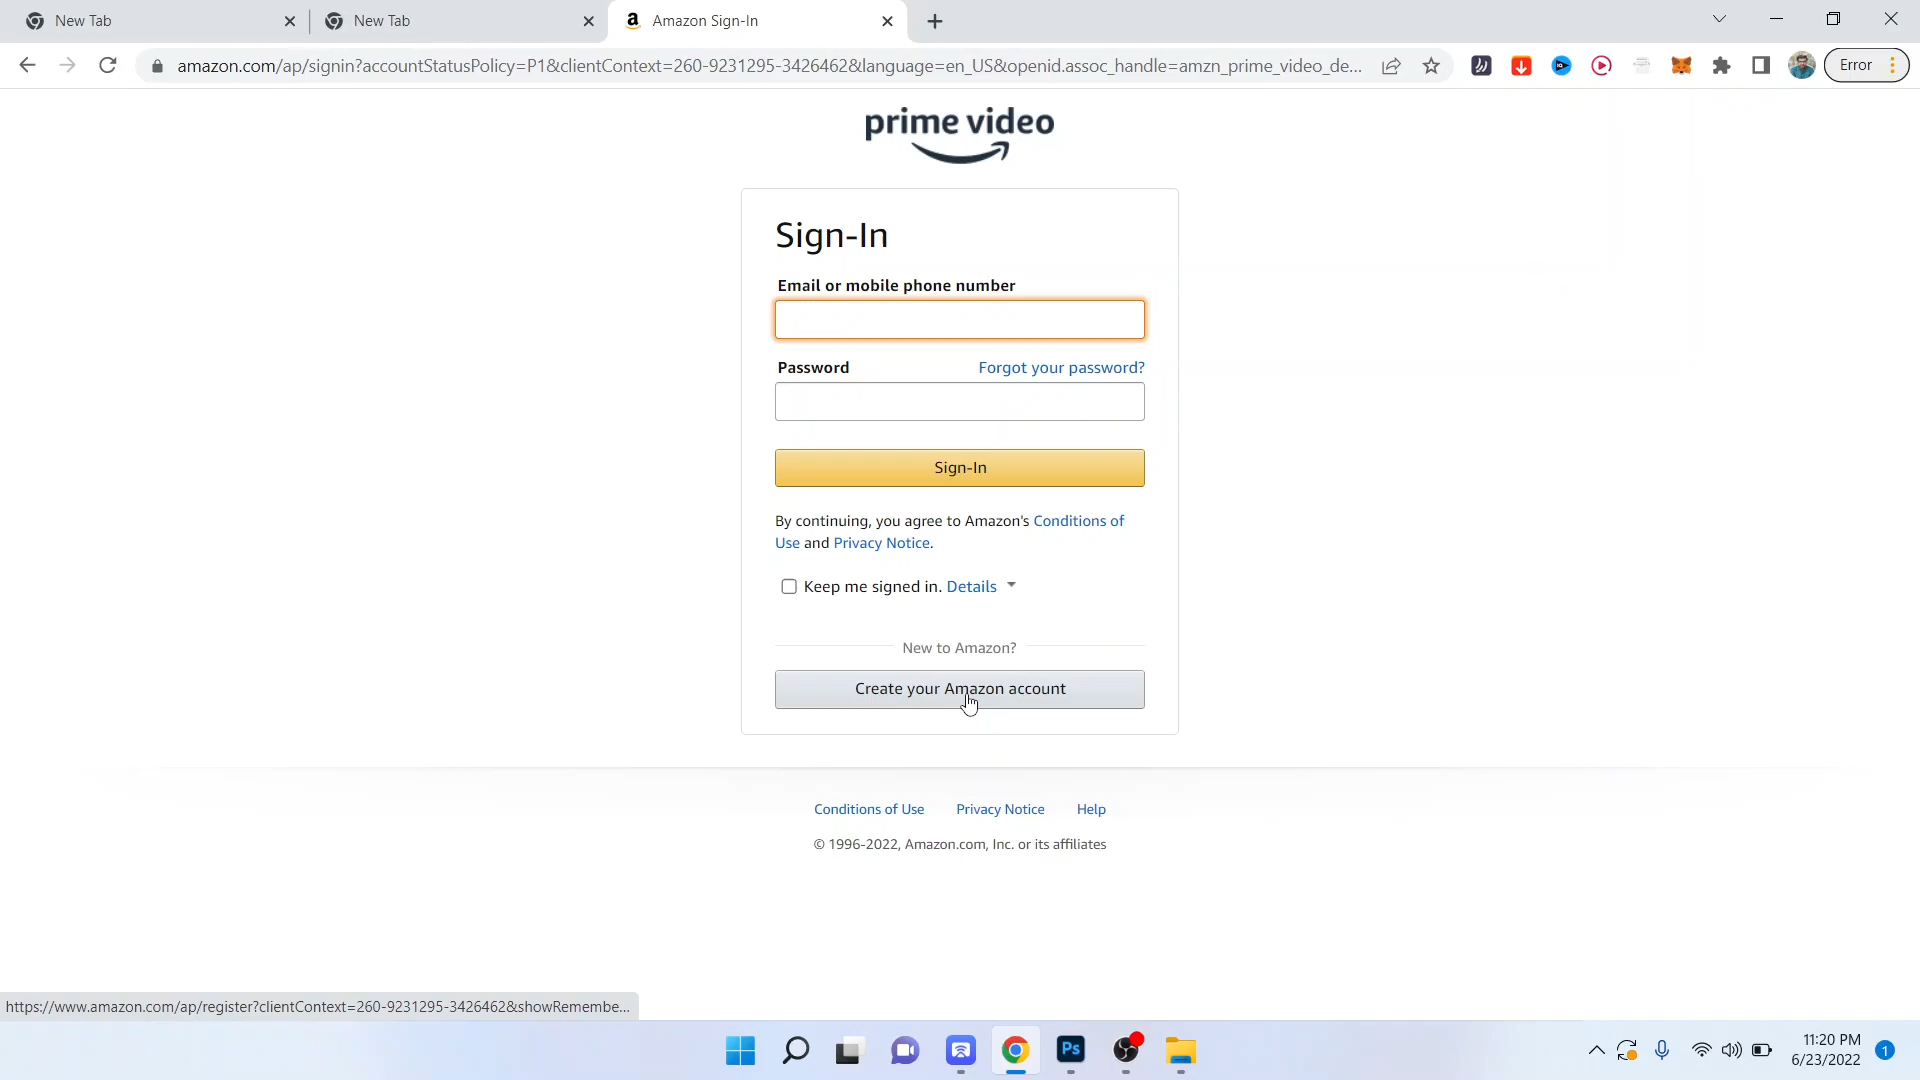 New Tab
New Tab
Amazon Sign-In
amazon.com/ap/signin?accountStatusPolicy=P1&clientContext=260-9231295-3426462&language=en_US&openid.assoc_handle=amzn_prime_video_de...
Error
prime video
Sign-In
Email or mobile phone number
Password
Forgot your password?
Sign-In
By continuing, you agree to Amazon's Conditions of
Use and Privacy Notice.
Keep me signed in. Details
New to Amazon?
Create your Amazon account
Conditions of Use
Privacy Notice
Help
© 1996-2022, Amazon.com, Inc. or its affiliates
https://www.amazon.com/ap/register?clientContext=260-9231295-3426462&showRemembe...
Ps
11:20 PM
6/23/2022
1